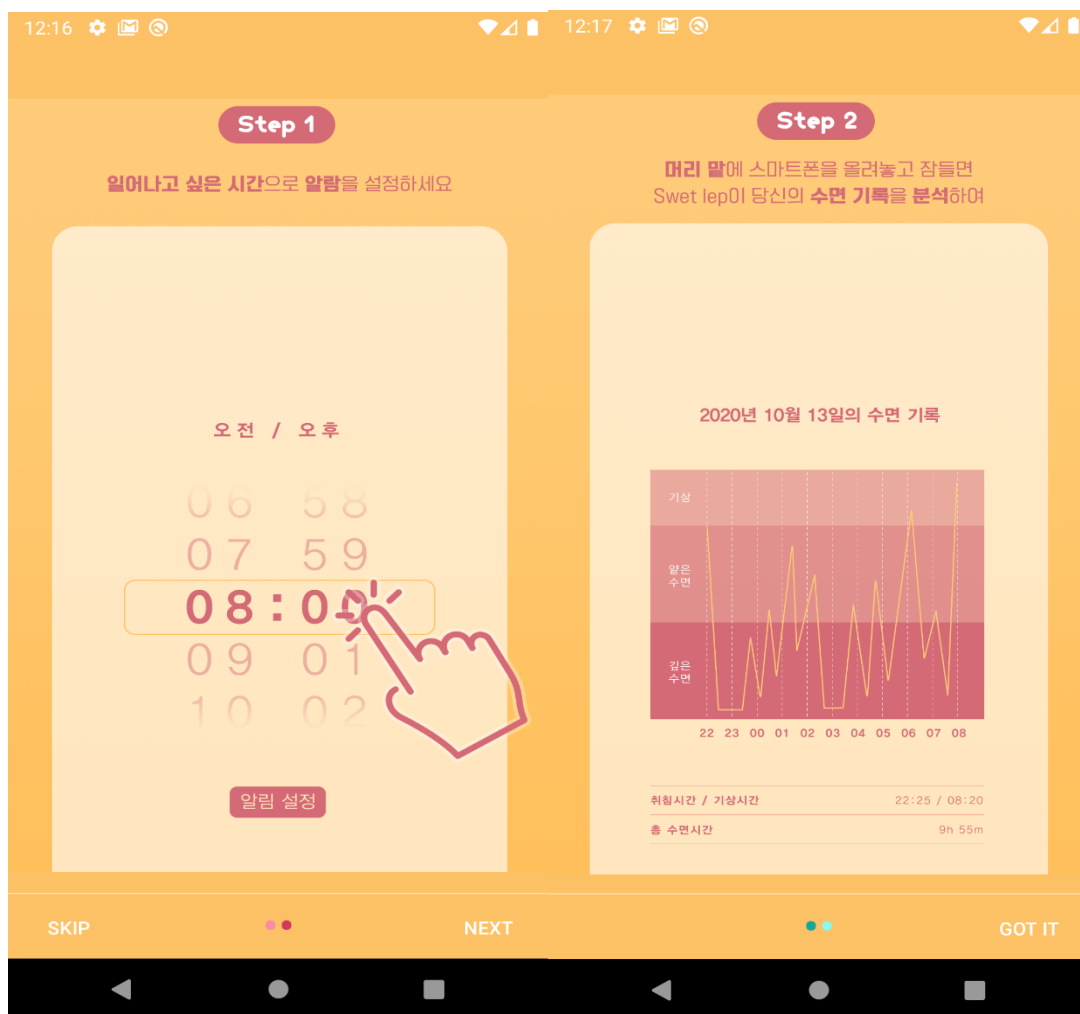 12:16
Step 1
일어나고 싶은 시간으로 알람을 설정하세요
오전 / 오후
06 58
07 59
08:00
09 01
10 02
알림 설정
SKIP
NEXT
12:17
Step 2
머리 맡에 스마트폰을 올려놓고 잠들면
Swet lep이 당신의 수면 기록을 분석하여
2020년 10월 13일의 수면 기록
기상
얕은
수면
깊은
수면
22 23 00 01 02 03 04 05 06 07 08
취침시간 / 기상시간 22:25 / 08:20
총 수면시간 9h 55m
GOT IT